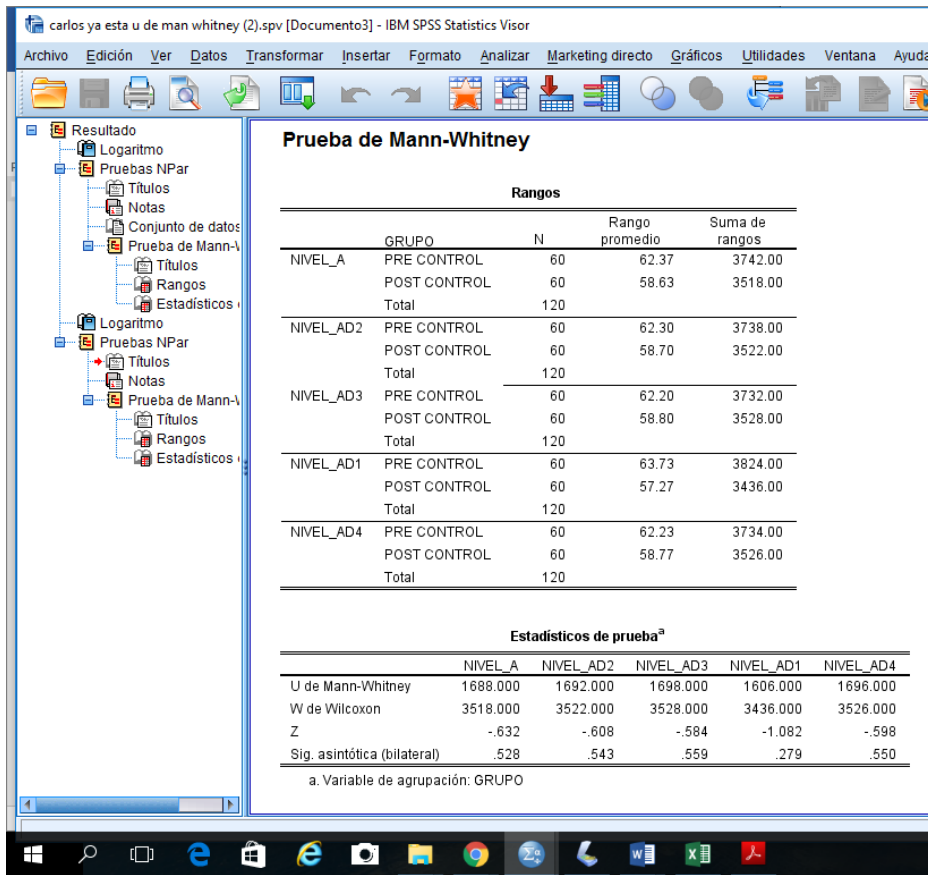 carlos ya esta u de man whitney (2).spv [Documento3] - IBM SPSS Statistics Visor
Archivo Edición Ver Datos Transformar Insertar Formato Analizar Marketing directo Gráficos Utilidades Ventana Ayuda
Resultado
Logaritmo
Pruebas NPar
Títulos
Notas
Conjunto de datos
Prueba de Mann-W
Títulos
Rangos
Estadísticos
Logaritmo
Pruebas NPar
Títulos
Notas
Prueba de Mann-W
Títulos
Rangos
Estadísticos
Prueba de Mann-Whitney
Rangos
GRUPO N Rango promedio Suma de rangos
NIVEL_A PRE CONTROL 60 62.37 3742.00
POST CONTROL 60 58.63 3518.00
Total 120
NIVEL_AD2 PRE CONTROL 60 62.30 3738.00
POST CONTROL 60 58.70 3522.00
Total 120
NIVEL_AD3 PRE CONTROL 60 62.20 3732.00
POST CONTROL 60 58.80 3528.00
Total 120
NIVEL_AD1 PRE CONTROL 60 63.73 3824.00
POST CONTROL 60 57.27 3436.00
Total 120
NIVEL_AD4 PRE CONTROL 60 62.23 3734.00
POST CONTROL 60 58.77 3526.00
Total 120
Estadísticos de prueba^a
NIVEL_A NIVEL_AD2 NIVEL_AD3 NIVEL_AD1 NIVEL_AD4
U de Mann-Whitney 1688.000 1692.000 1698.000 1606.000 1696.000
W de Wilcoxon 3518.000 3522.000 3528.000 3436.000 3526.000
Z -.632 -.608 -.584 -1.082 -.598
Sig. asintótica (bilateral) .528 .543 .559 .279 .550
a. Variable de agrupación: GRUPO